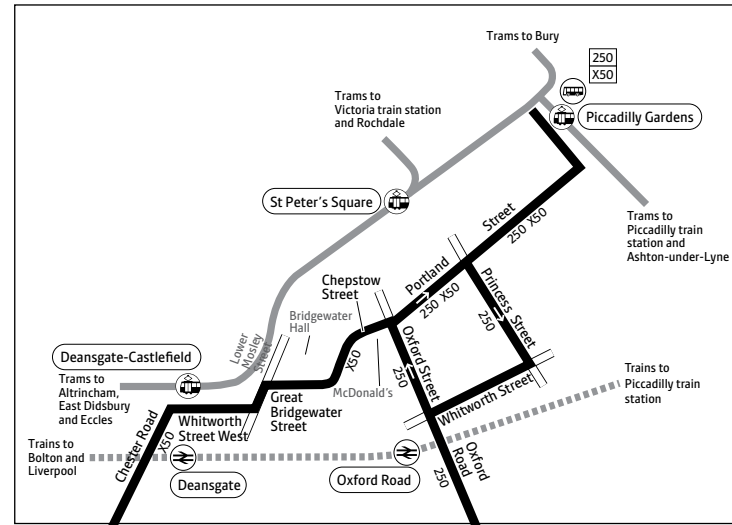 Trams to Bury
250
X50
Piccadilly Gardens
Trams to
Victoria train station
and Rochdale
St Peter's Square
Trams to
Piccadilly train
station and
Ashton-under-Lyne
Street
250 X50
Portland
250 X50
Princess Street
250
Chepstow
Street
Bridgewater
Hall
Lower
Mosley
Street
X50
McDonald's
Oxford Street
250
Whitworth Street
Deansgate-Castlefield
Trams to
Altrincham,
East Didsbury
and Eccles
Great
Bridgewater
Street
Whitworth
Street West
Chester Road
X50
Trains to
Piccadilly train
station
Trains to
Bolton and
Liverpool
Deansgate
Oxford Road
Oxford
Road
250